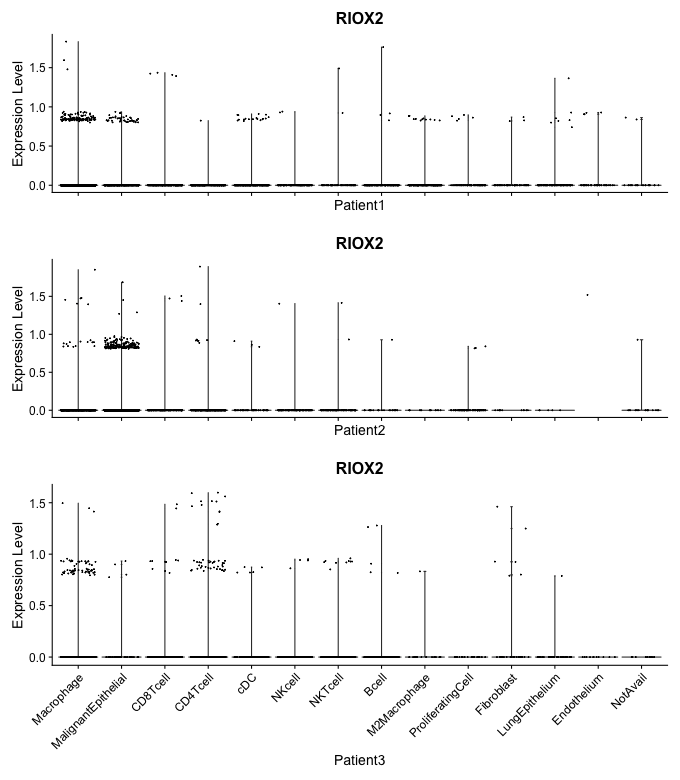 RIOX2
Expression Level
1.5
1.0
0.5
0.0
Patient1
RIOX2
Expression Level
1.5
1.0
0.5
0.0
Patient2
RIOX2
Expression Level
1.5
1.0
0.5
0.0
Macrophage
MalignantEpithelial
CD8Tcell
CD4Tcell
cDC
NKcell
NKTcell
Bcell
M2Macrophage
ProliferatingCell
Fibroblast
LungEpithelium
Endothelium
NotAvail
Patient3